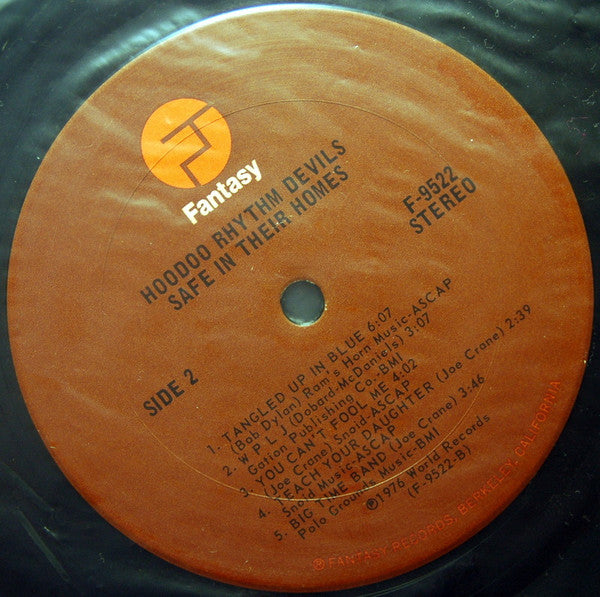 Fantasy
HOODOO RHYTHM DEVILS
SAFE IN THEIR HOMES
F-9522
STEREO
SIDE 2
1. TANGLED UP IN BLUE 6:07
(Bob Dylan) Ram's Horn Music-ASCAP
2. W P L J (Dobard-McDaniels) 3:07
Gation Publishing Co.-BMI
3. YOU CAN'T FOOL ME 4:02
(Joe Crane) Snoid-ASCAP
4. TEACH YOUR DAUGHTER (Joe Crane) 2:39
Snoid Music-ASCAP
5. BIG TIME BAND (Joe Crane) 3:46
Polo Grounds Music-BMI
℗1976 World Records
(F-9522-B)
® FANTASY RECORDS, BERKELEY, CALIFORNIA